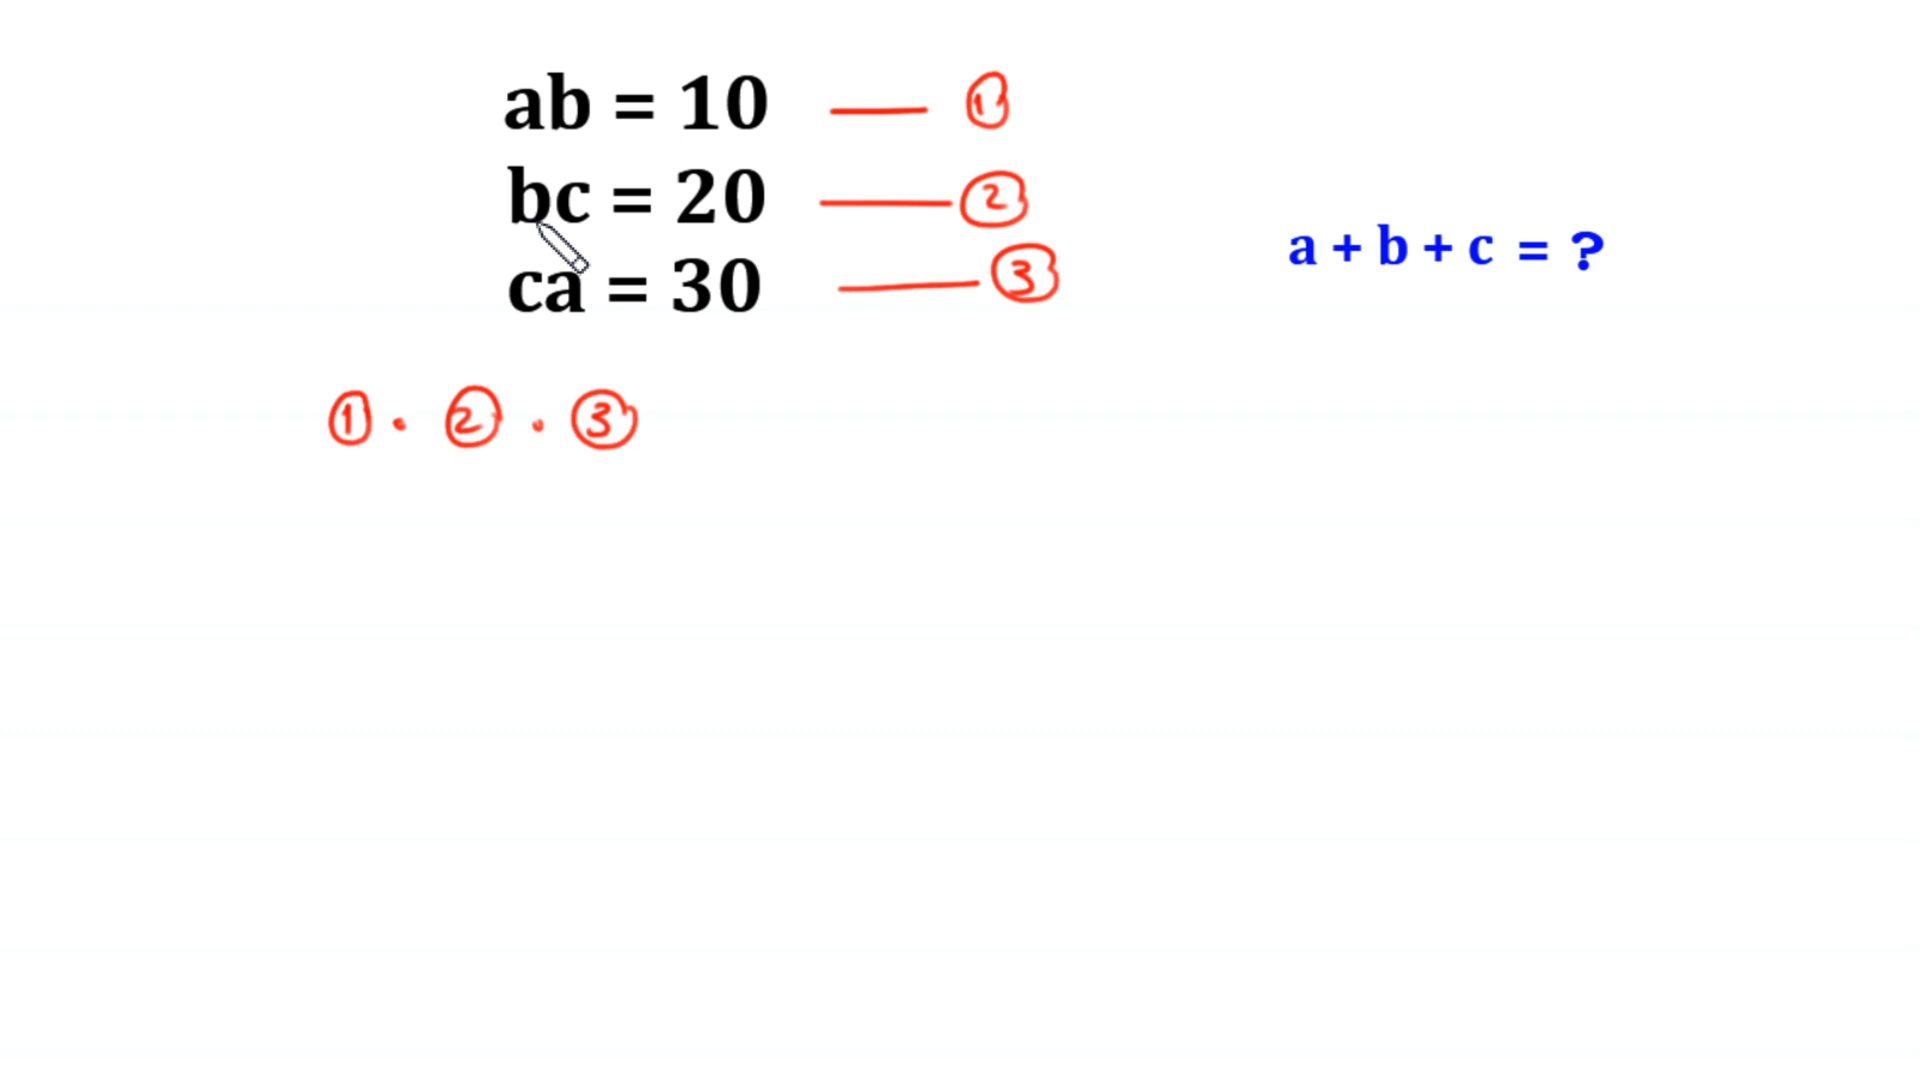 ab = 10 — ①
bc = 20 — ②
ca = 30 — ③
a + b + c = ?
① . ② . ③